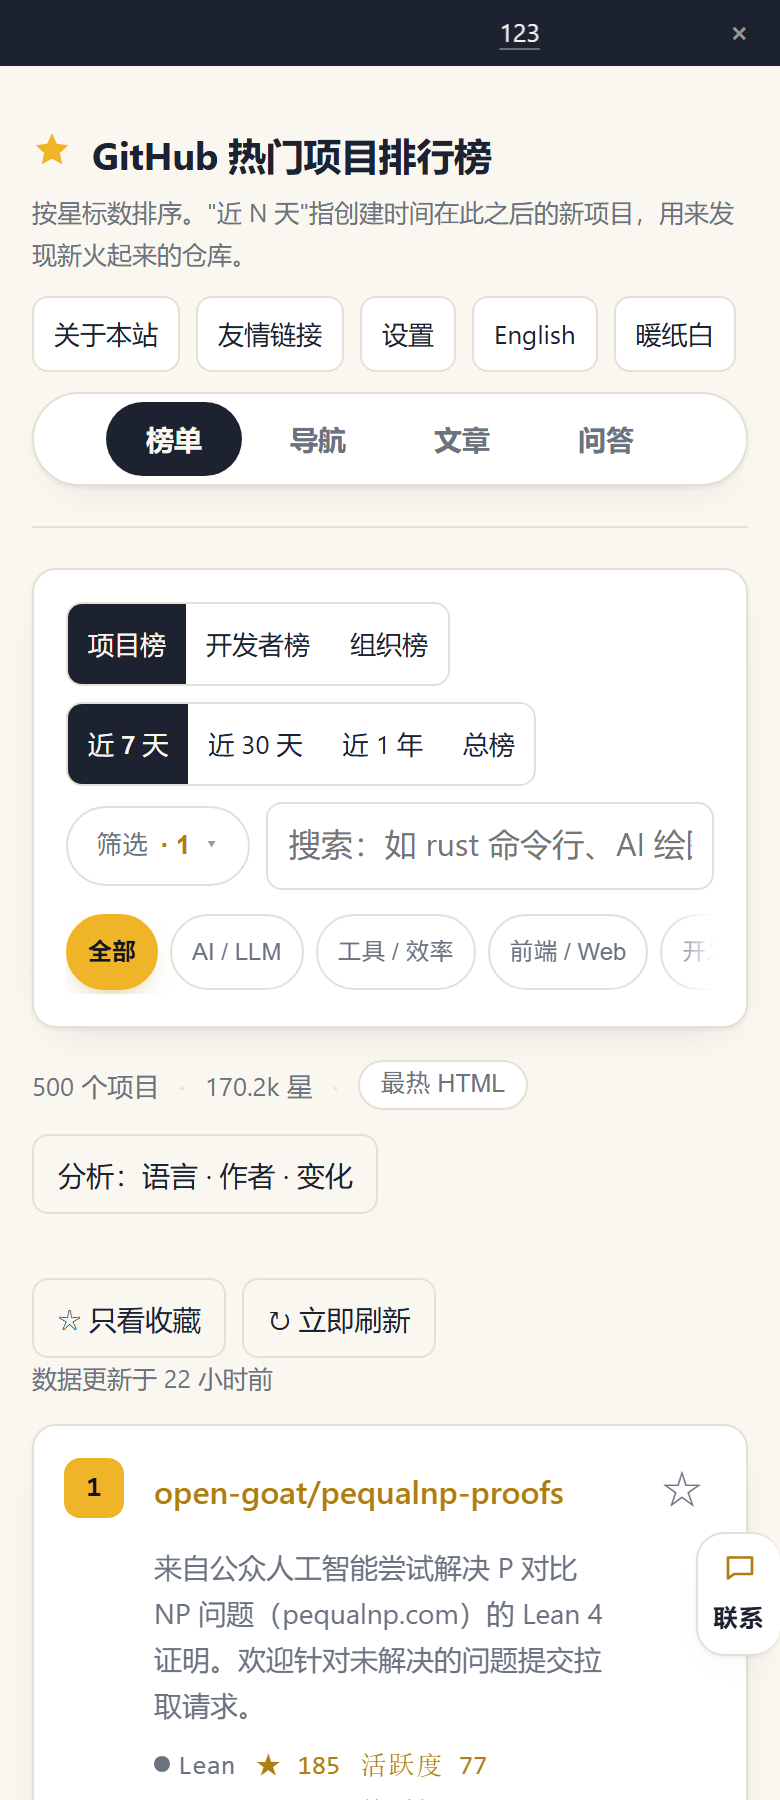 123 ×
GitHub 热门项目排行榜
按星标数排序。"近 N 天"指创建时间在此之后的新项目，用来发
现新火起来的仓库。
关于本站 友情链接 设置 English 暖纸白
榜单 导航 文章 问答
项目榜 开发者榜 组织榜
近 7 天 近 30 天 近 1 年 总榜
筛选 · 1 ▾ 搜索：如 rust 命令行、AI 绘
全部 AI / LLM 工具 / 效率 前端 / Web 开
500 个项目 · 170.2k 星 · 最热 HTML
分析：语言 · 作者 · 变化
☆ 只看收藏 ↻ 立即刷新
数据更新于 22 小时前
1 open-goat/pequalnp-proofs ☆
来自公众人工智能尝试解决 P 对比
NP 问题（pequalnp.com）的 Lean 4
证明。欢迎针对未解决的问题提交拉
取请求。
联系
● Lean ★ 185 活跃度 77